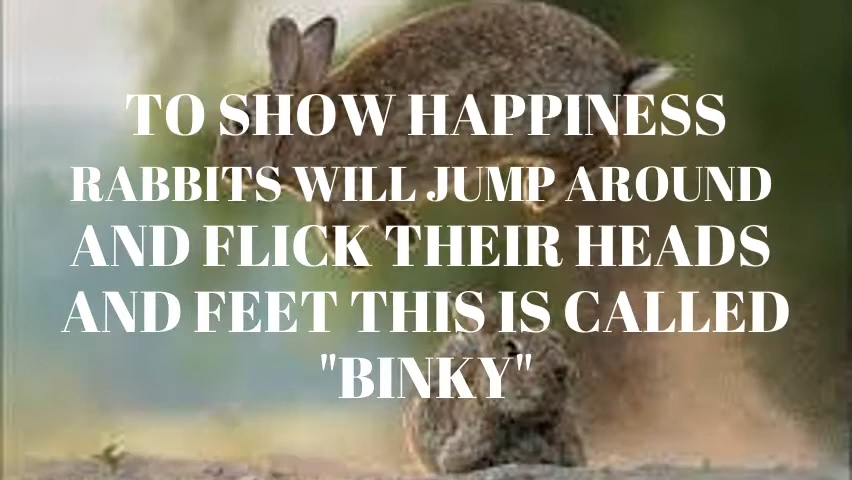 TO SHOW HAPPINESS
RABBITS WILL JUMP AROUND
AND FLICK THEIR HEADS
AND FEET THIS IS CALLED
"BINKY"